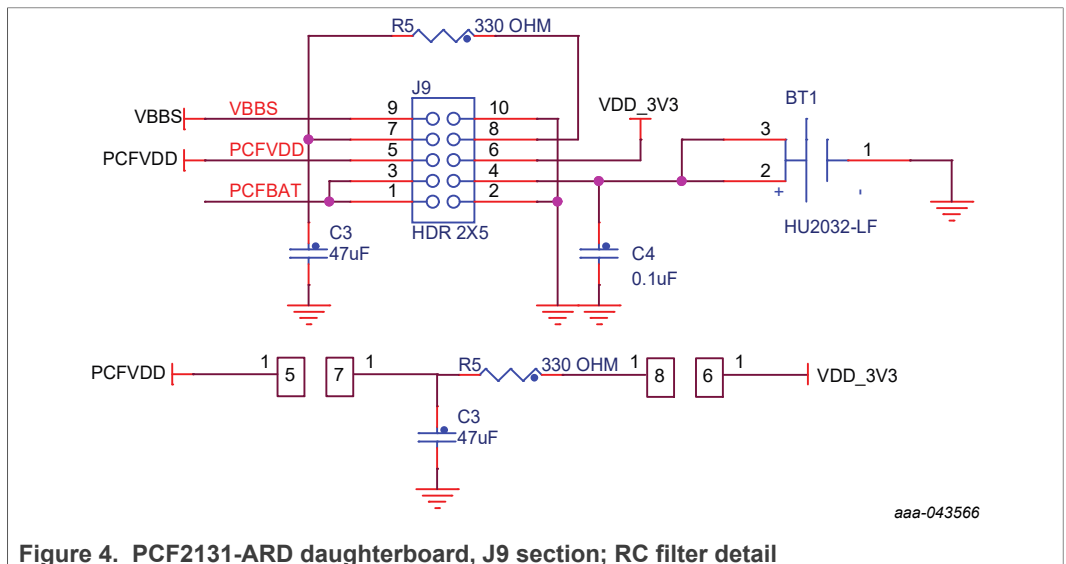 R5 330 OHM
J9
VBBS VBBS 9 10 VDD_3V3 BT1
7 8 3
PCFVDD PCFVDD 5 6 1
3 4 2
PCFBAT 1 2 + -
HDR 2X5 HU2032-LF
C3 C4
47uF 0.1uF
PCFVDD 1 5 7 1 R5 330 OHM 1 8 6 1 VDD_3V3
C3
47uF
aaa-043566
Figure 4. PCF2131-ARD daughterboard, J9 section; RC filter detail